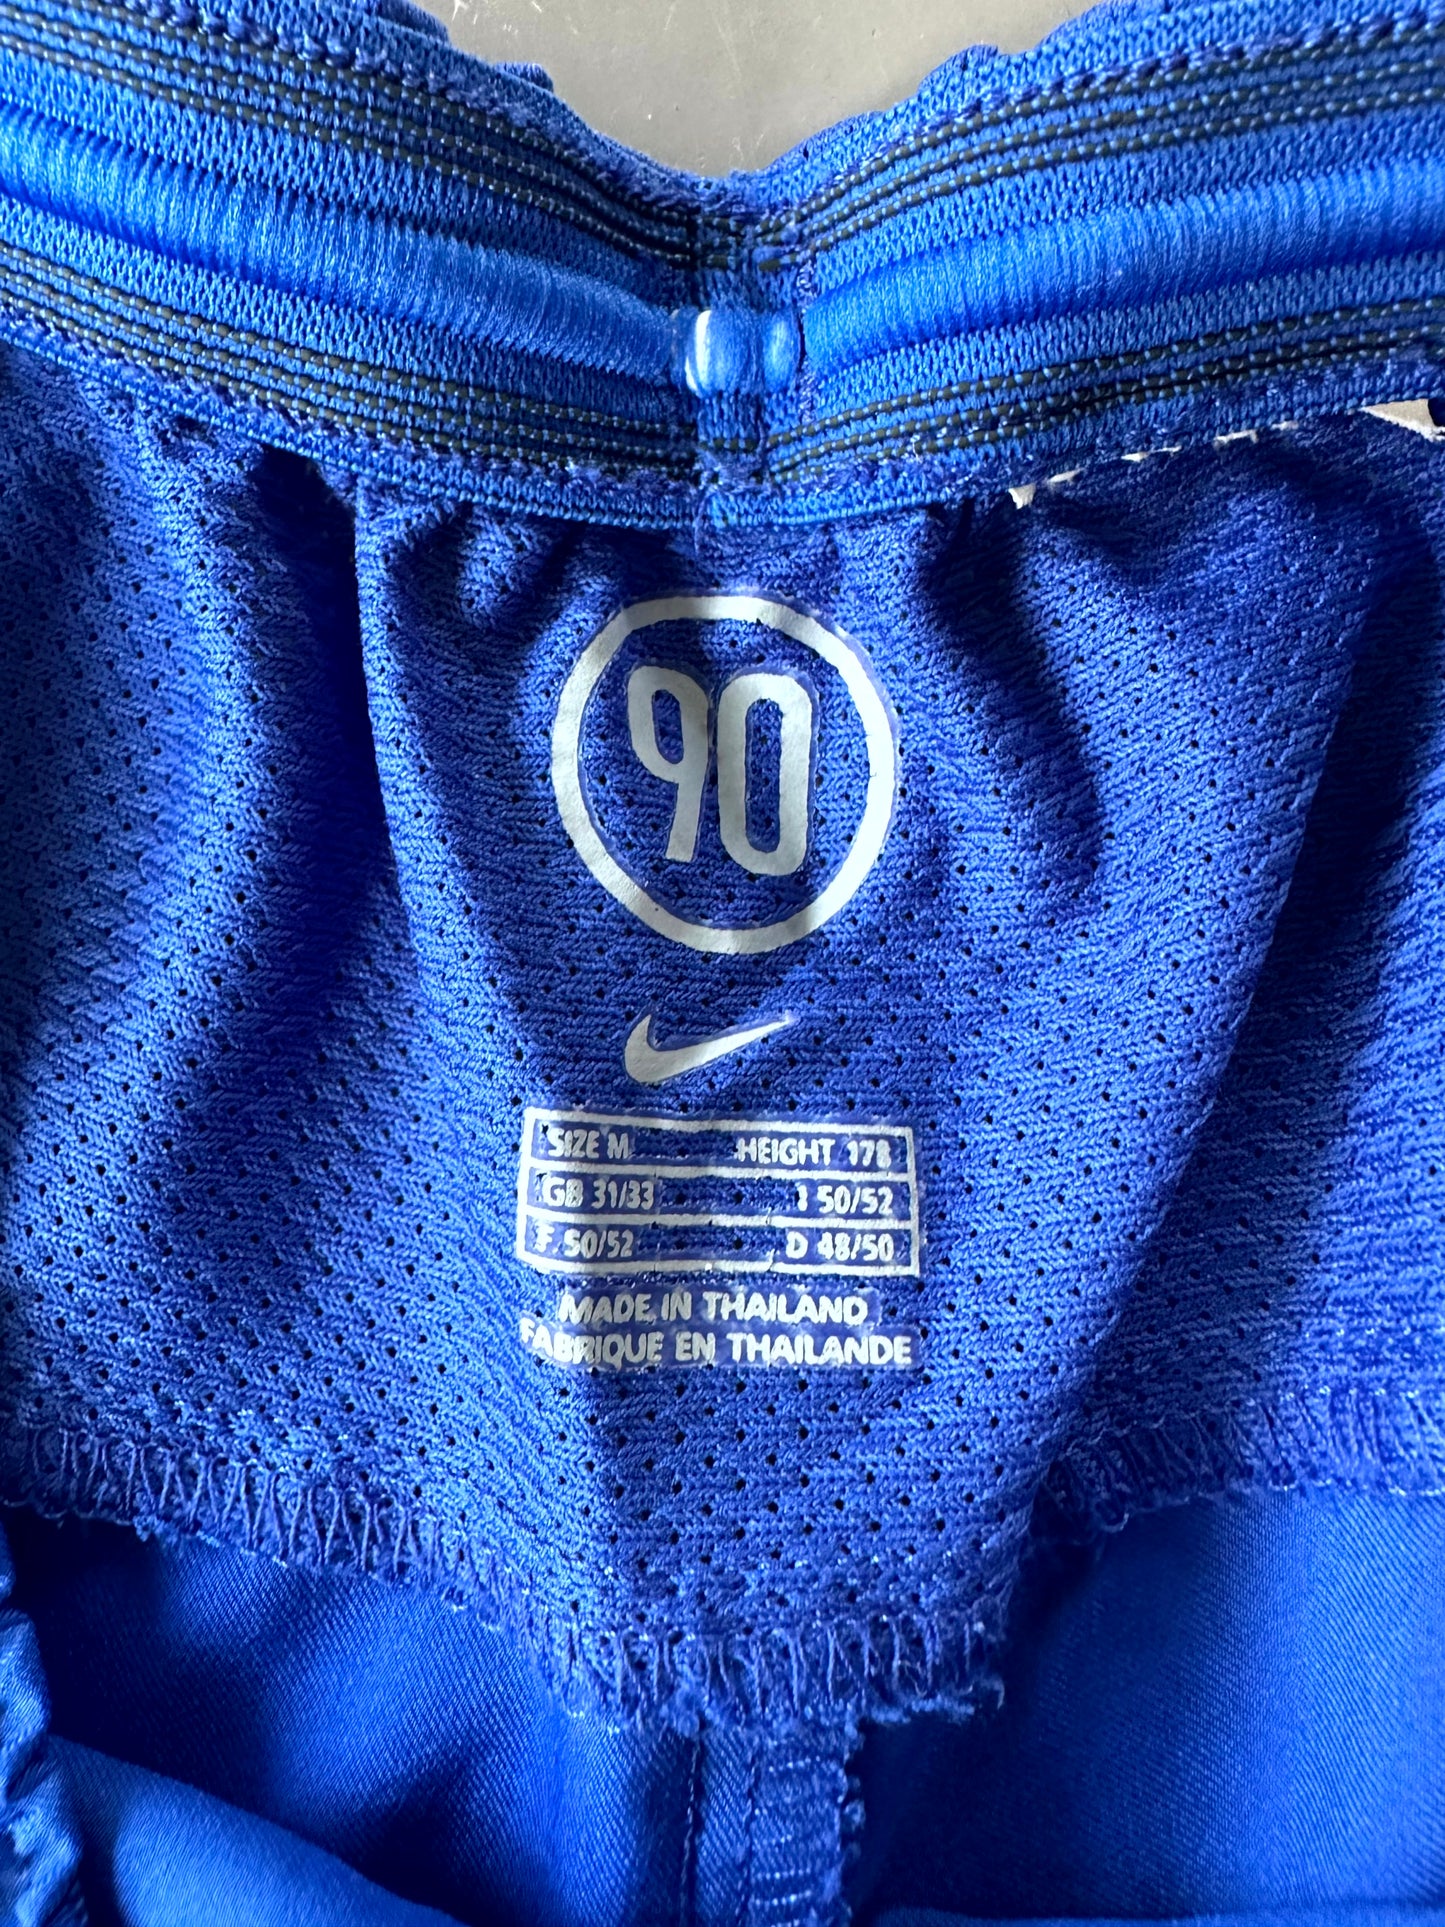 90
SIZE M HEIGHT 178
GB 31/33 I 50/52
F 50/52 D 48/50
MADE IN THAILAND
FABRIQUE EN THAILANDE